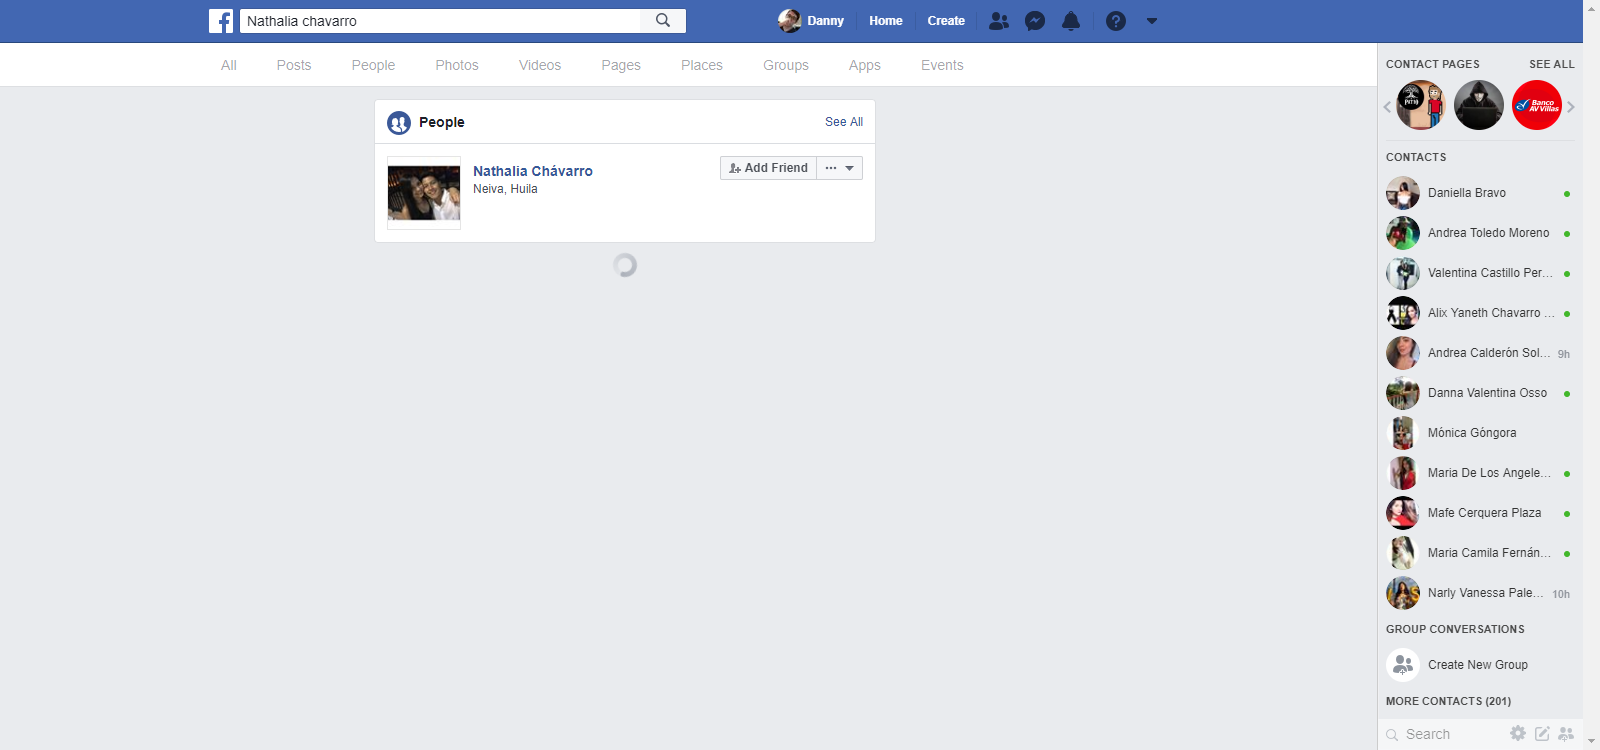 Nathalia chavarro
Danny
Home
Create
All
Posts
People
Photos
Videos
Pages
Places
Groups
Apps
Events
People
See All
Nathalia Chávarro
Neiva, Huila
Add Friend
CONTACT PAGES
SEE ALL
Banco
AV Villas
CONTACTS
Daniella Bravo
Andrea Toledo Moreno
Valentina Castillo Per...
Alix Yaneth Chavarro ...
Andrea Calderón Sol... 9h
Danna Valentina Osso
Mónica Góngora
Maria De Los Angele...
Mafe Cerquera Plaza
Maria Camila Fernán...
Narly Vanessa Pale... 10h
GROUP CONVERSATIONS
Create New Group
MORE CONTACTS (201)
Search